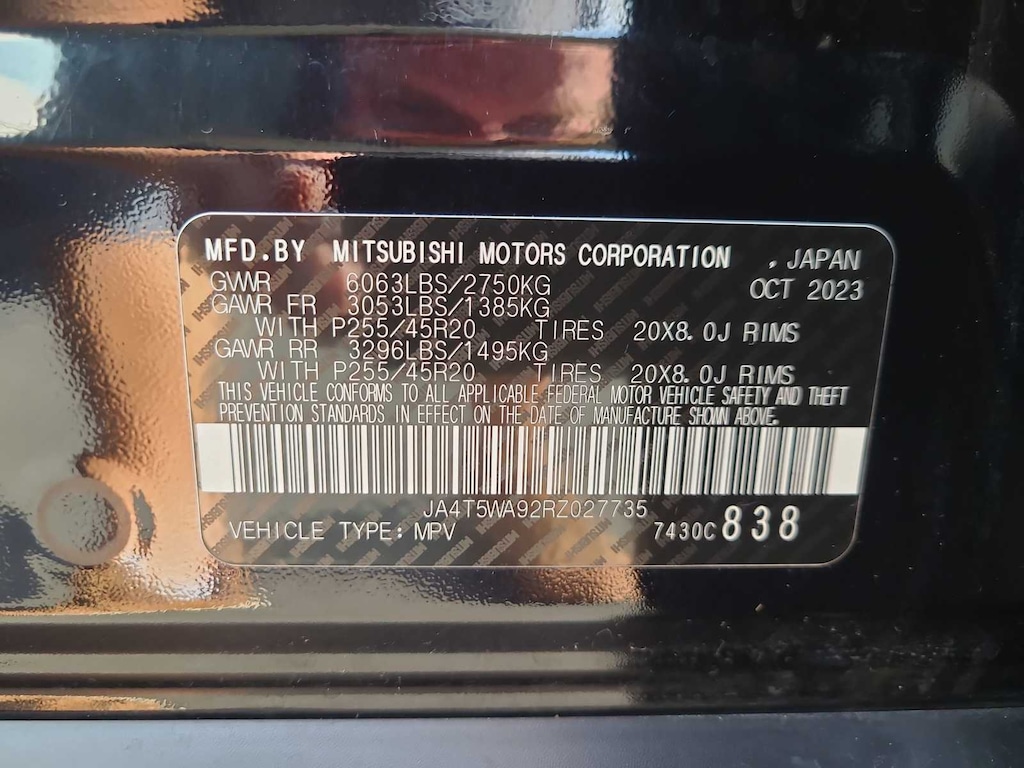 MFD.BY MITSUBISHI MOTORS CORPORATION . JAPAN
GVWR 6063LBS/2750KG OCT 2023
GAWR FR 3053LBS/1385KG
WITH P255/45R20 TIRES 20X8.0J RIMS
GAWR RR 3296LBS/1495KG
WITH P255/45R20 TIRES 20X8.0J RIMS
THIS VEHICLE CONFORMS TO ALL APPLICABLE FEDERAL MOTOR VEHICLE SAFETY AND THEFT
PREVENTION STANDARDS IN EFFECT ON THE DATE OF MANUFACTURE SHOWN ABOVE.
JA4T5WA92RZ027735
VEHICLE TYPE: MPV 7430C 838